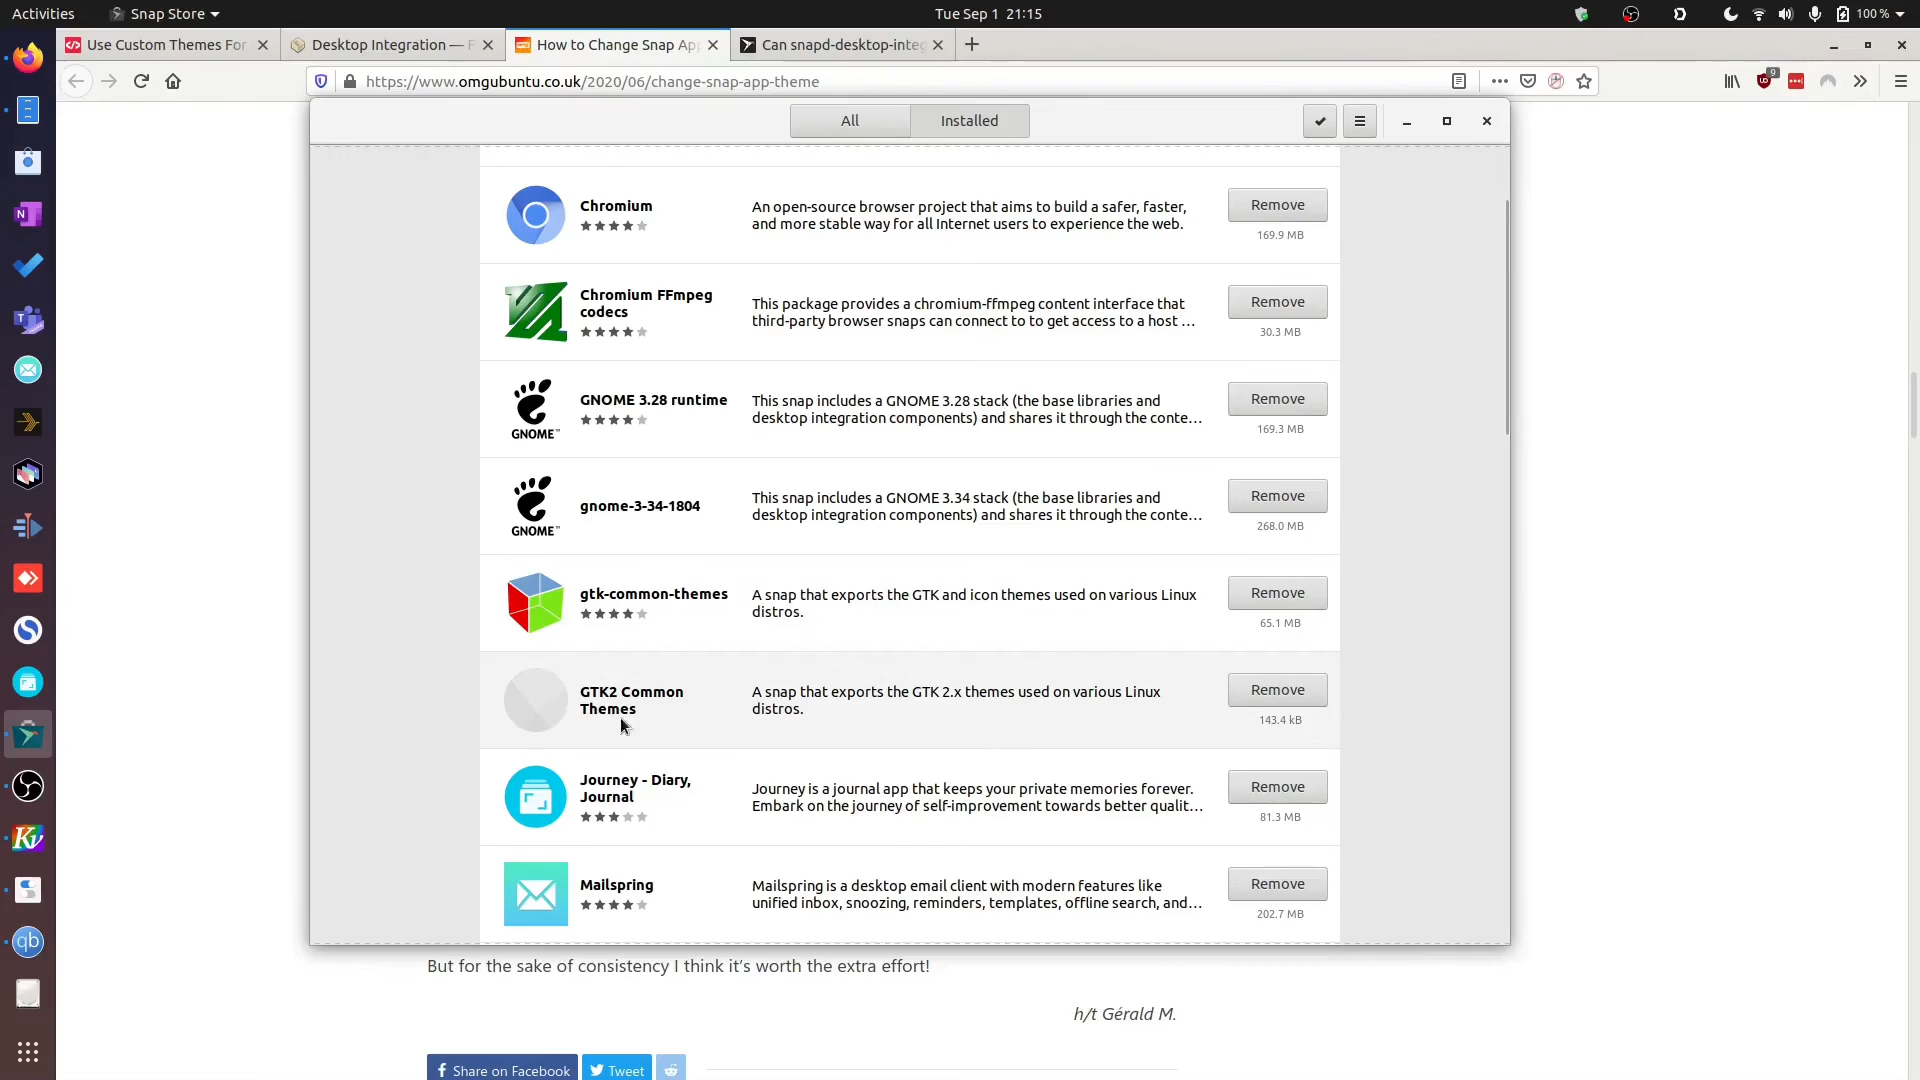 Activities
Snap Store
Tue Sep 1 21:15
100 %
Use Custom Themes For
Desktop Integration — F
How to Change Snap Ap
Can snapd-desktop-integ
https://www.omgubuntu.co.uk/2020/06/change-snap-app-theme
9
All
Installed
Chromium
An open-source browser project that aims to build a safer, faster,
and more stable way for all Internet users to experience the web.
Remove
169.9 MB
Chromium FFmpeg
codecs
This package provides a chromium-ffmpeg content interface that
third-party browser snaps can connect to to get access to a host ...
Remove
30.3 MB
GNOME™
GNOME 3.28 runtime
This snap includes a GNOME 3.28 stack (the base libraries and
desktop integration components) and shares it through the conte...
Remove
169.3 MB
GNOME™
gnome-3-34-1804
This snap includes a GNOME 3.34 stack (the base libraries and
desktop integration components) and shares it through the conte...
Remove
268.0 MB
gtk-common-themes
A snap that exports the GTK and icon themes used on various Linux
distros.
Remove
65.1 MB
GTK2 Common
Themes
A snap that exports the GTK 2.x themes used on various Linux
distros.
Remove
143.4 kB
Journey - Diary,
Journal
Journey is a journal app that keeps your private memories forever.
Embark on the journey of self-improvement towards better qualit...
Remove
81.3 MB
Mailspring
Mailspring is a desktop email client with modern features like
unified inbox, snoozing, reminders, templates, offline search, and...
Remove
202.7 MB
But for the sake of consistency I think it's worth the extra effort!
h/t Gérald M.
Share on Facebook
Tweet